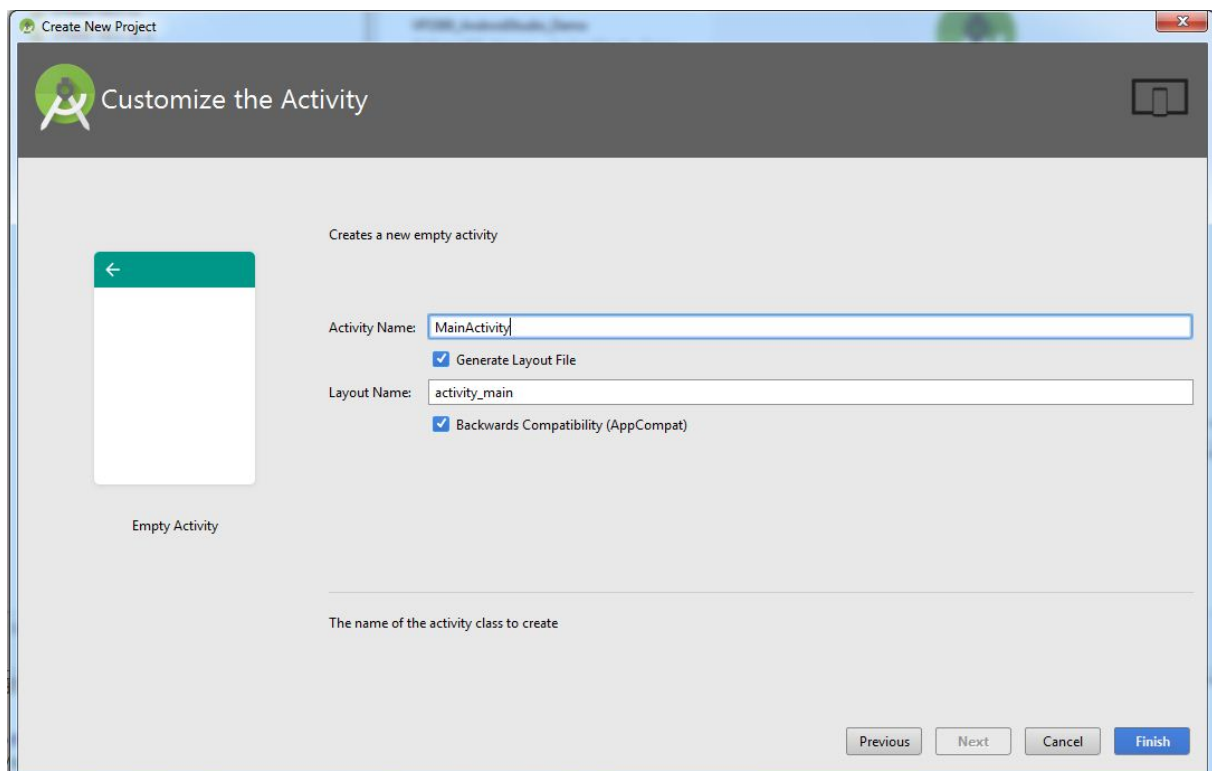 Create New Project
Customize the Activity
Creates a new empty activity
Activity Name: MainActivity
Generate Layout File
Layout Name: activity_main
Backwards Compatibility (AppCompat)
Empty Activity
The name of the activity class to create
Previous Next Cancel Finish